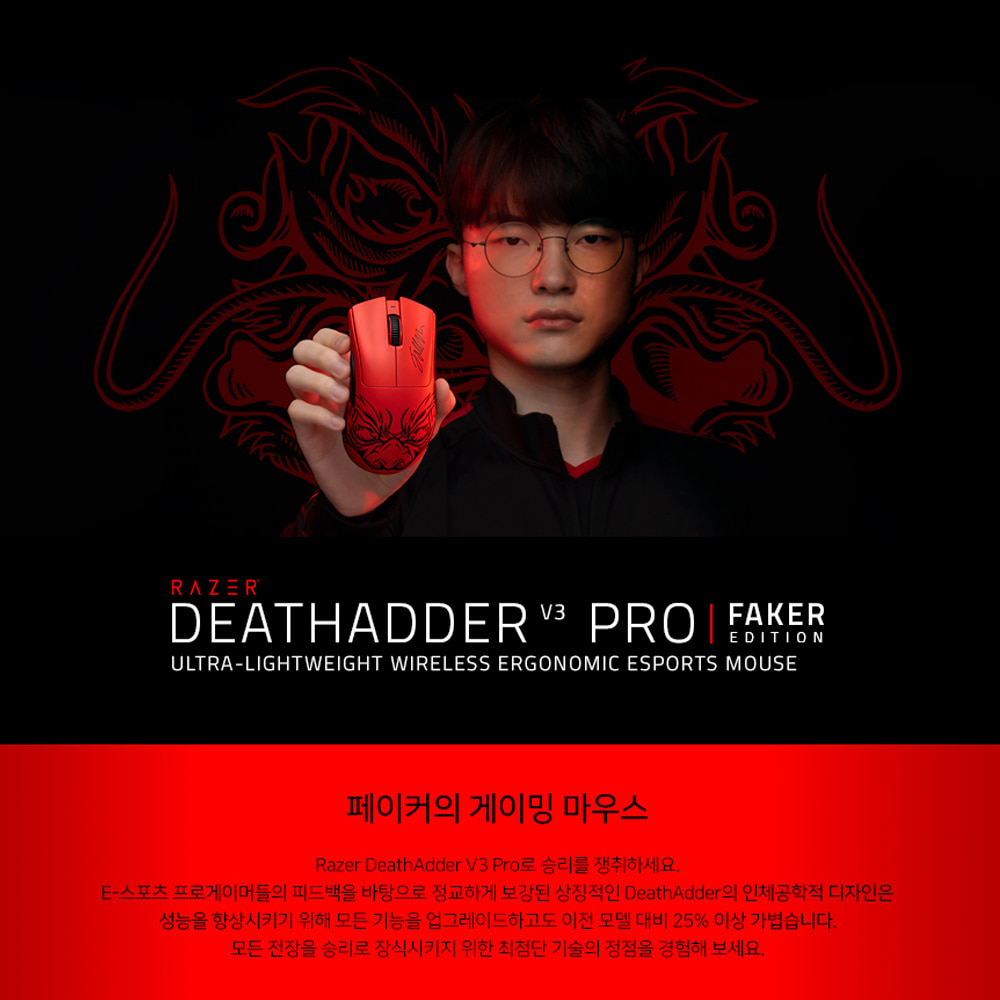 RAZER
DEATHADDER V3 PRO | FAKER EDITION
ULTRA-LIGHTWEIGHT WIRELESS ERGONOMIC ESPORTS MOUSE
페이커의 게이밍 마우스
Razer DeathAdder V3 Pro로 승리를 쟁취하세요.
E-스포츠 프로게이머들의 피드백을 바탕으로 정교하게 보강된 상징적인 DeathAdder의 인체공학적 디자인은
성능을 향상시키기 위해 모든 기능을 업그레이드하고도 이전 모델 대비 25% 이상 가볍습니다.
모든 전장을 승리로 장식시키지 위한 최첨단 기술의 정점을 경험해 보세요.